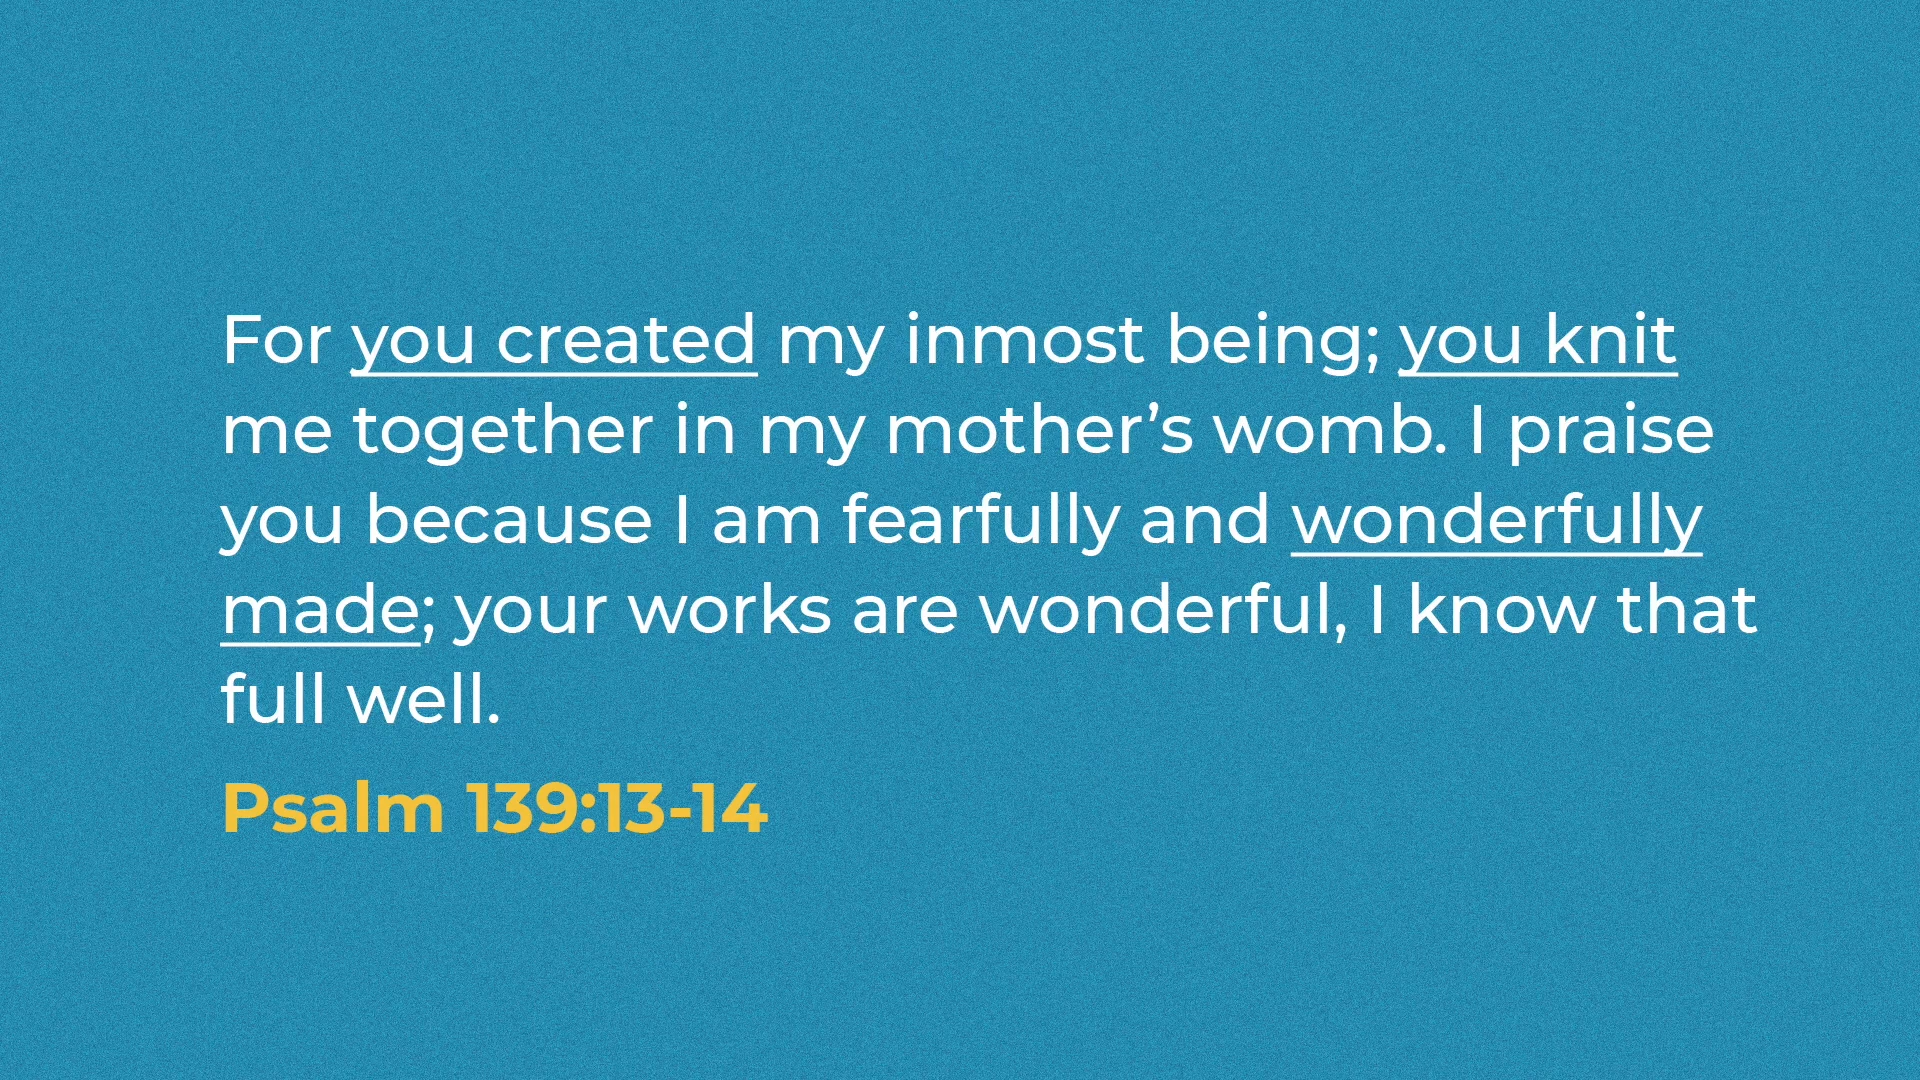 For you created my inmost being; you knit
me together in my mother’s womb. I praise
you because I am fearfully and wonderfully
made; your works are wonderful, I know that
full well.
Psalm 139:13-14